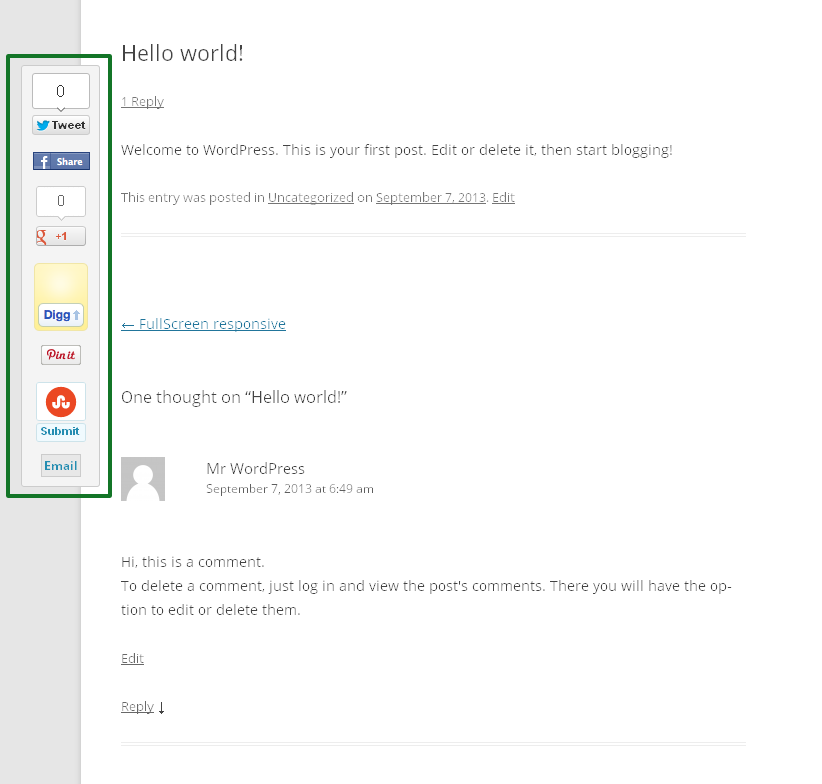 Hello world!
1 Reply
Welcome to WordPress. This is your first post. Edit or delete it, then start blogging!
This entry was posted in Uncategorized on September 7, 2013. Edit
← FullScreen responsive
One thought on “Hello world!”
Mr WordPress
September 7, 2013 at 6:49 am
Hi, this is a comment.
To delete a comment, just log in and view the post's comments. There you will have the op-
tion to edit or delete them.
Edit
Reply ↓
0
Tweet
f Share
0
g +1
Digg
Pin it
Submit
Email